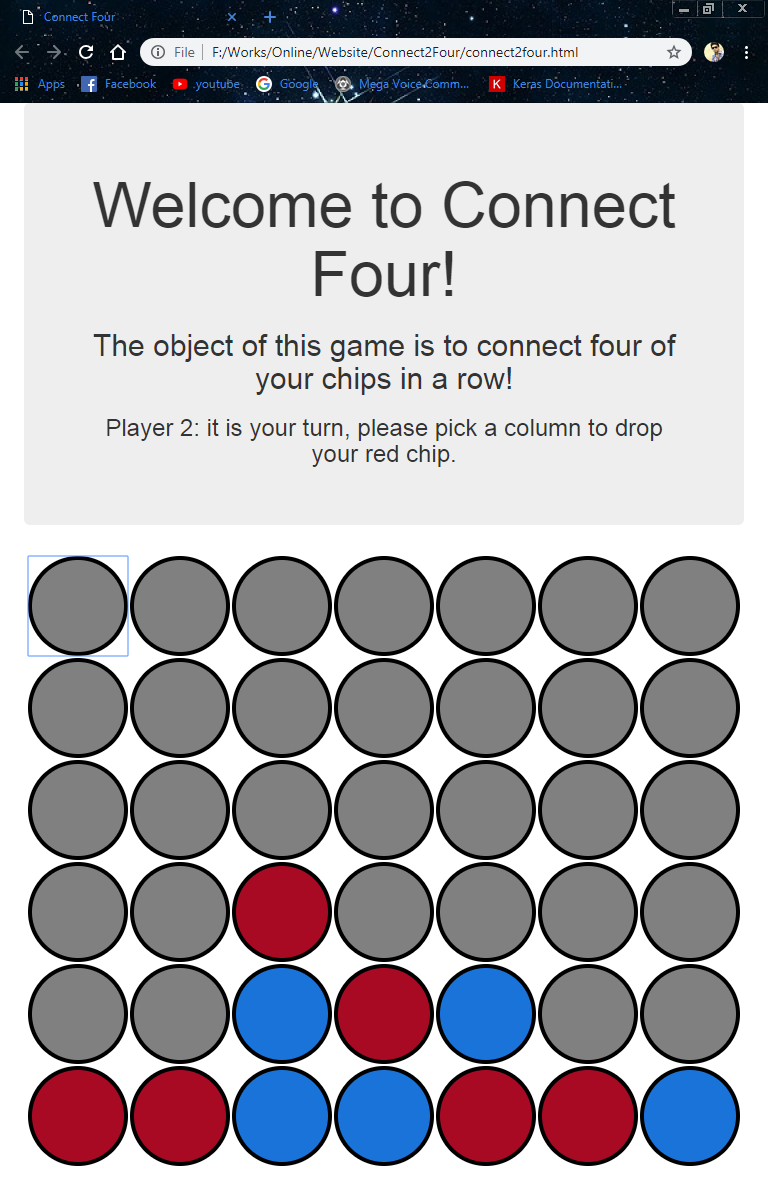 Connect Four
File F:/Works/Online/Website/Connect2Four/connect2four.html
Apps Facebook youtube Google Mega Voice Comm... K Keras Documentati...
Welcome to Connect
Four!
The object of this game is to connect four of
your chips in a row!
Player 2: it is your turn, please pick a column to drop
your red chip.